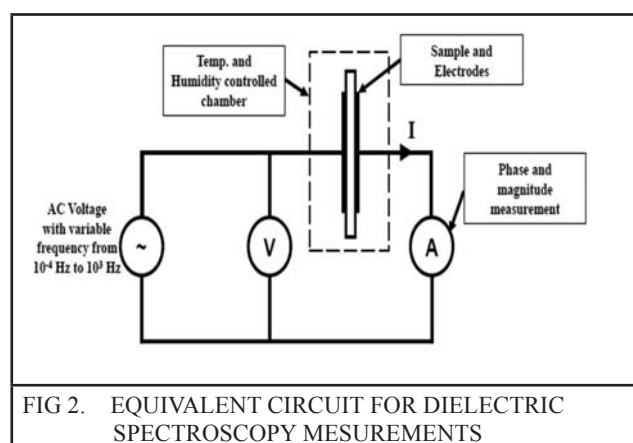 Temp. and
Humidity controlled
chamber
Sample and
Electrodes
I
Phase and
magnitude
measurement
AC Voltage
with variable
frequency from
10⁻⁴ Hz to 10³ Hz
~
V
A
FIG 2. EQUIVALENT CIRCUIT FOR DIELECTRIC
SPECTROSCOPY MESUREMENTS